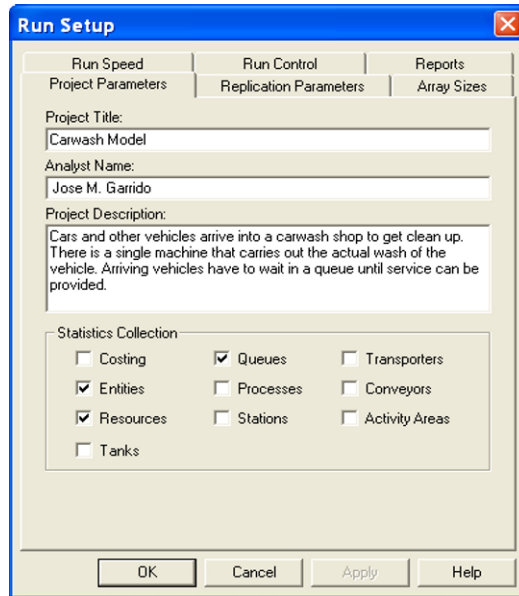 Run Setup
Run Speed Run Control Reports
Project Parameters Replication Parameters Array Sizes
Project Title:
Carwash Model
Analyst Name:
Jose M. Garrido
Project Description:
Cars and other vehicles arrive into a carwash shop to get clean up.
There is a single machine that carries out the actual wash of the
vehicle. Arriving vehicles have to wait in a queue until service can be
provided.
Statistics Collection
Costing Queues Transporters
Entities Processes Conveyors
Resources Stations Activity Areas
Tanks
OK Cancel Apply Help